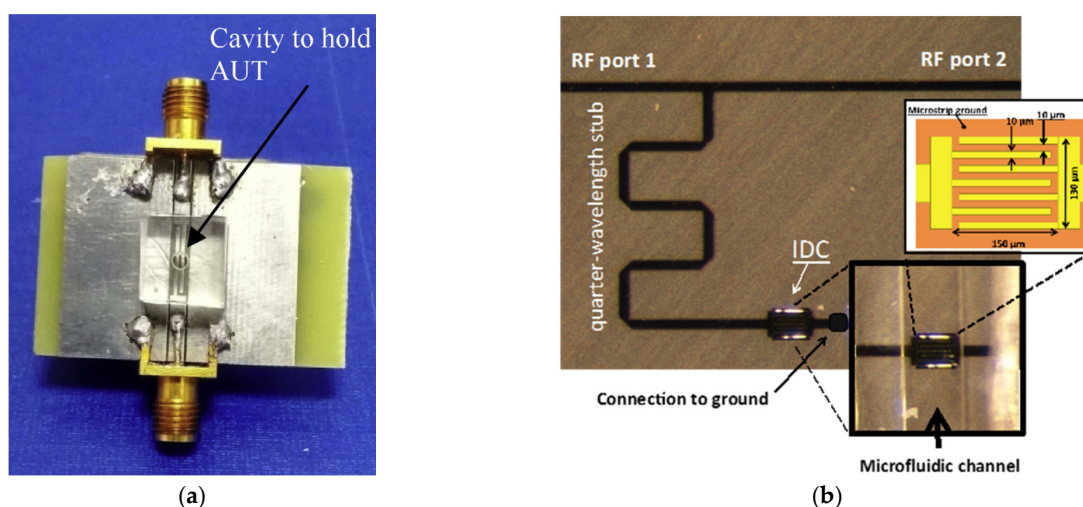 Cavity to hold
AUT
(a)
RF port 1
RF port 2
quarter-wavelength stub
IDC
Connection to ground
Microfluidic channel
Microstrip ground
10 μm
10 μm
130 μm
150 μm
(b)